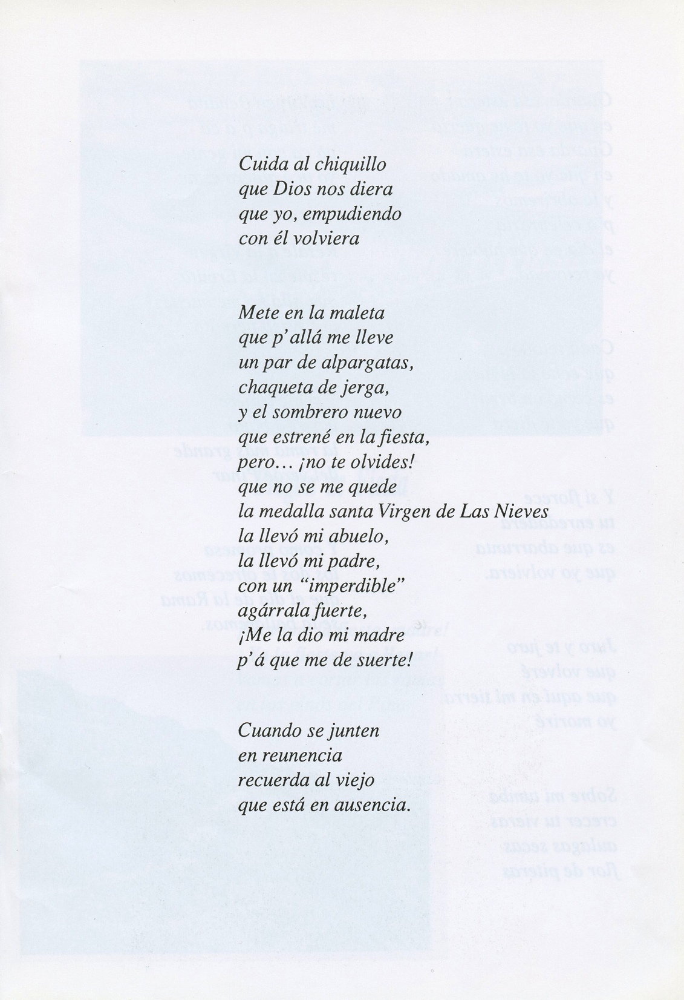 Cuida al chiquillo
que Dios nos diera
que yo, empudiendo
con él volviera
Mete en la maleta
que p'allá me lleve
un par de alpargatas,
chaqueta de jerga,
y el sombrero nuevo
que estrené en la fiesta,
pero... ¡no te olvides!
que no se me quede
la medalla santa Virgen de Las Nieves
la llevó mi abuelo,
la llevó mi padre,
con un “imperdible”
agárrala fuerte,
¡Me la dio mi madre
p'á que me de suerte!
Cuando se junten
en reunencia
recuerda al viejo
que está en ausencia.